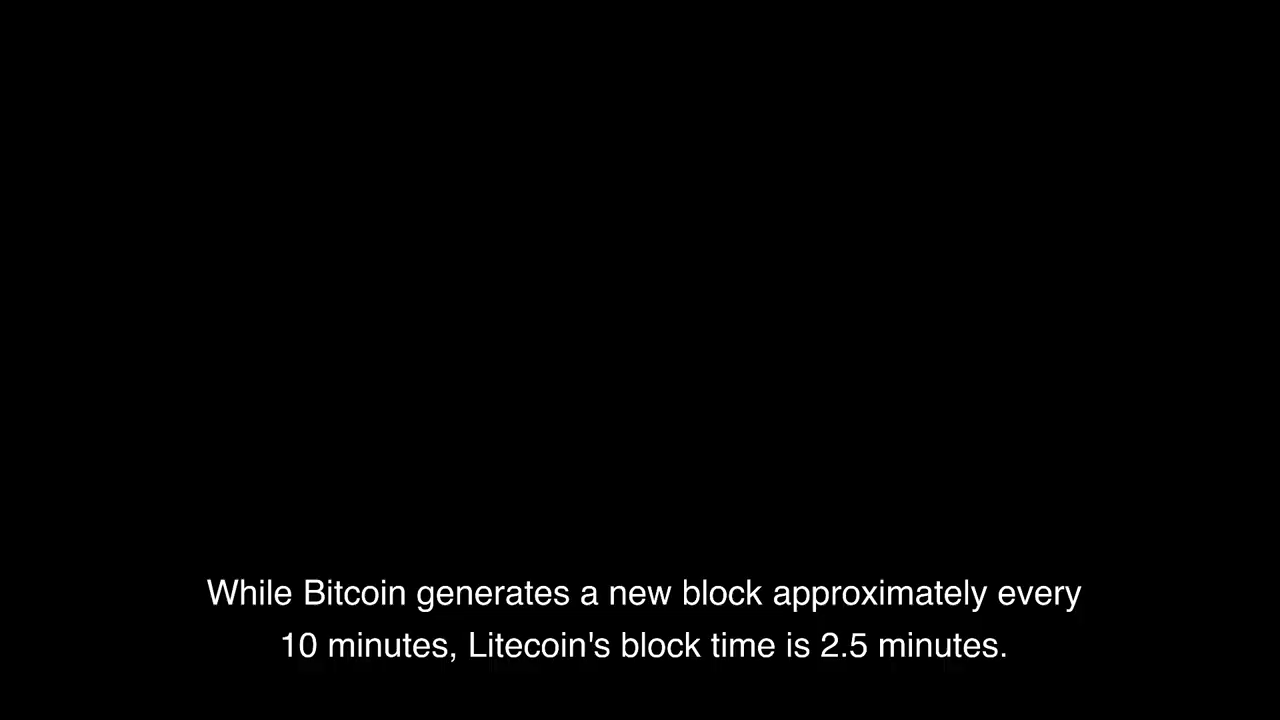 While Bitcoin generates a new block approximately every
10 minutes, Litecoin's block time is 2.5 minutes.